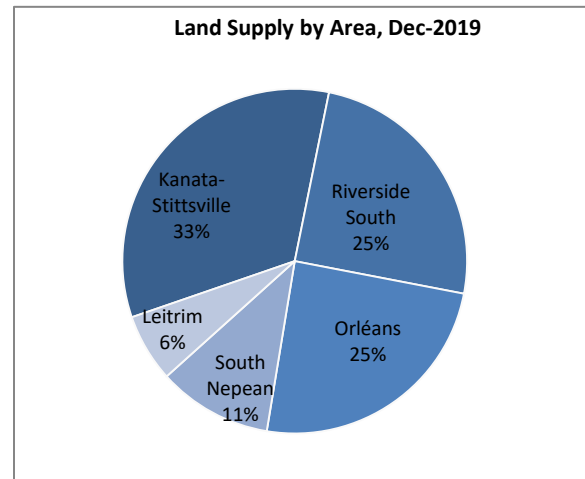 Land Supply by Area, Dec-2019
Kanata-
Stittsville
33%
Riverside
South
25%
Orléans
25%
South
Nepean
11%
Leitrim
6%